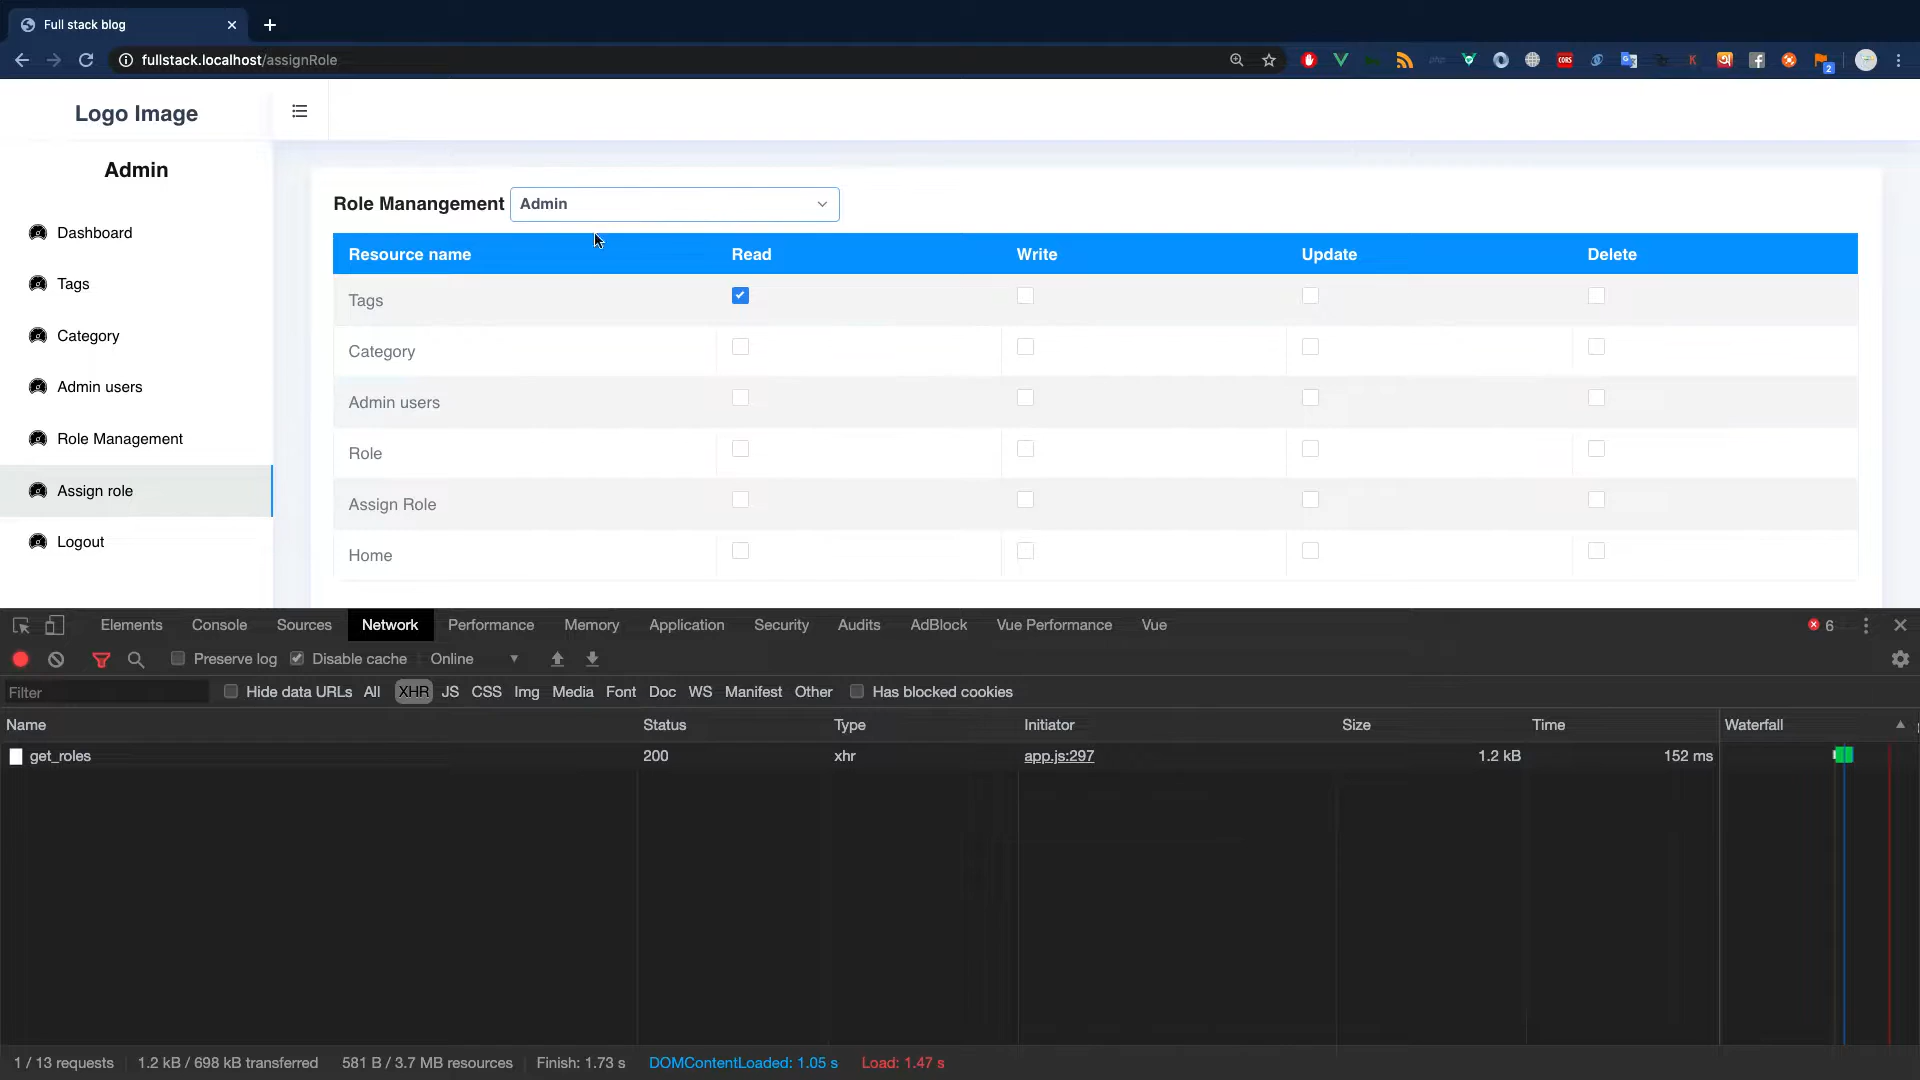 Full stack blog
fullstack.localhost/assignRole
2
Logo Image
Admin
Dashboard
Tags
Category
Admin users
Role Management
Assign role
Logout
Role Manangement Admin
Resource name Read Write Update Delete
Tags
Category
Admin users
Role
Assign Role
Home
Elements Console Sources Network Performance Memory Application Security Audits AdBlock Vue Performance Vue 6
Preserve log Disable cache Online
Filter Hide data URLs All XHR JS CSS Img Media Font Doc WS Manifest Other Has blocked cookies
Name Status Type Initiator Size Time Waterfall
get_roles 200 xhr app.js:297 1.2 kB 152 ms
1 / 13 requests 1.2 kB / 698 kB transferred 581 B / 3.7 MB resources Finish: 1.73 s DOMContentLoaded: 1.05 s Load: 1.47 s